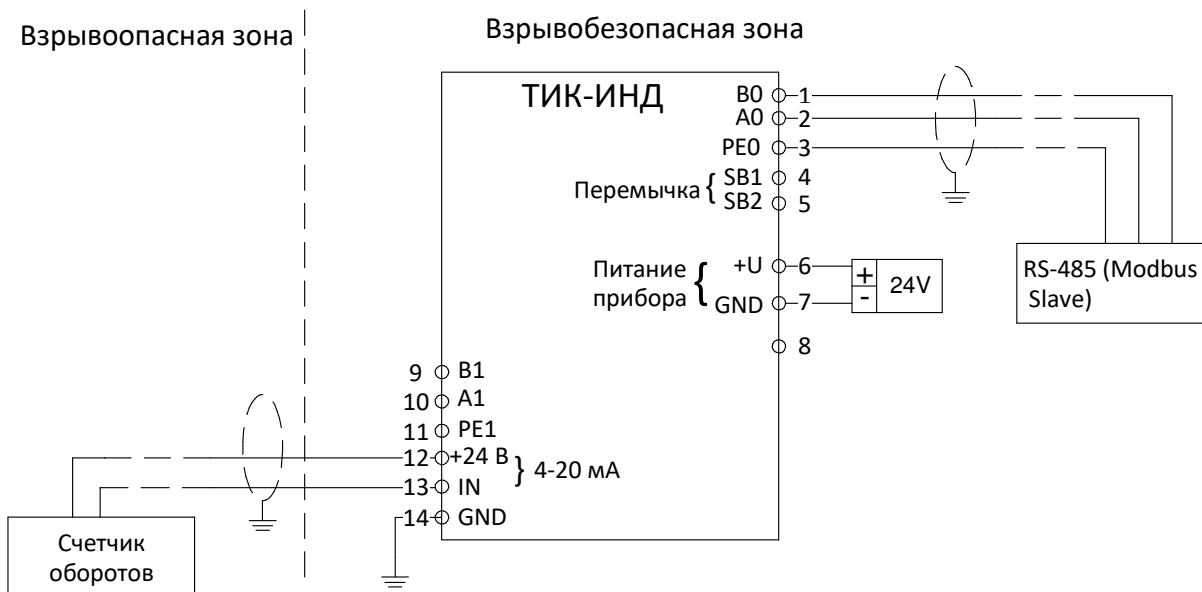 Взрывоопасная зона
Взрывобезопасная зона
ТИК-ИНД
B0 1
A0 2
PE0 3
SB1 4
SB2 5
Перемычка {
+U 6
GND 7
Питание
прибора {
+ 24V
-
8
RS-485 (Modbus
Slave)
9 B1
10 A1
11 PE1
12 +24 В
13 IN
} 4-20 мА
14 GND
Счетчик
оборотов